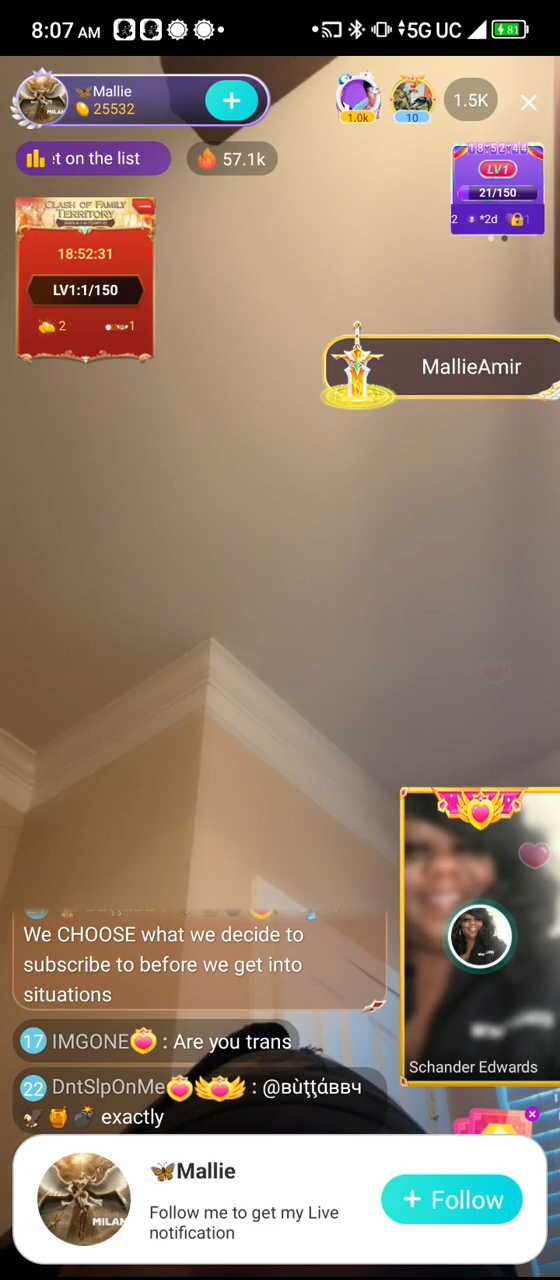 8:07 AM
5G UC
81
🦋Mallie
25532
1.0k
10
1.5K
t on the list
57.1k
LV1
21/150
2
*2d
CLASH OF FAMILY
TERRITORY
18:52:31
LV1:1/150
2
1
MallieAmir
We CHOOSE what we decide to
subscribe to before we get into
situations
17 IMGONE : Are you trans
22 DntSlpOnMe : @вùţţάввч
🦅 🍯 💣 exactly
Schander Edwards
🦋Mallie
Follow me to get my Live
notification
+ Follow
MILAN